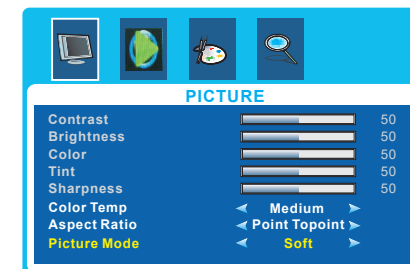 PICTURE
Contrast 50
Brightness 50
Color 50
Tint 50
Sharpness 50
Color Temp Medium
Aspect Ratio Point Topoint
Picture Mode Soft